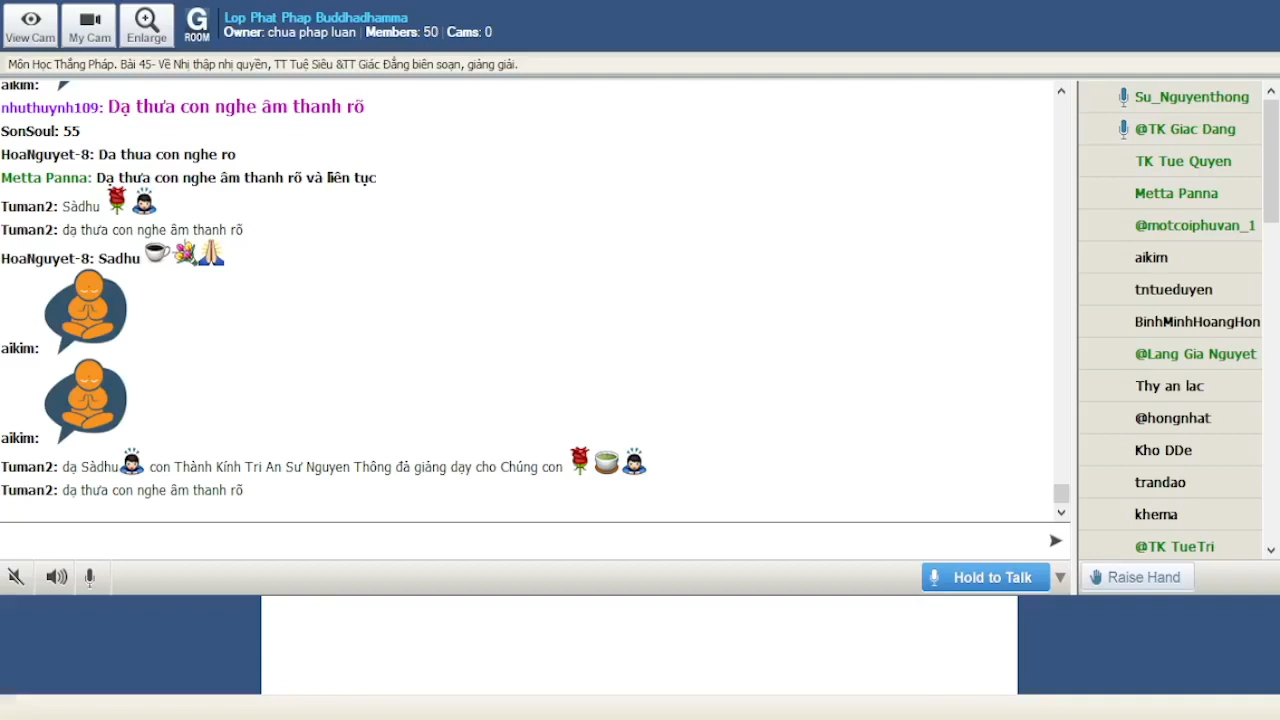 View Cam
My Cam
Enlarge
G
ROOM
Lop Phat Phap Buddhadhamma
Owner: chua phap luan | Members: 50 | Cams: 0
Môn Học Thắng Pháp. Bài 45- Về Nhị thập nhị quyền, TT Tuệ Siêu &TT Giác Đẳng biên soạn, giảng giải.
aikim:
nhuthuynh109: Dạ thưa con nghe âm thanh rõ
SonSoul: 55
HoaNguyet-8: Da thua con nghe ro
Metta Panna: Dạ thưa con nghe âm thanh rõ và liên tục
Tuman2: Sàdhu
Tuman2: dạ thưa con nghe âm thanh rõ
HoaNguyet-8: Sadhu
aikim:
aikim:
Tuman2: dạ Sàdhu con Thành Kính Tri An Sư Nguyen Thông đả giảng dạy cho Chúng con
Tuman2: dạ thưa con nghe âm thanh rõ
Hold to Talk
Su_Nguyenthong
@TK Giac Dang
TK Tue Quyen
Metta Panna
@motcoiphuvan_1
aikim
tntueduyen
BinhMinhHoangHon
@Lang Gia Nguyet
Thy an lac
@hongnhat
Kho DDe
trandao
khema
@TK TueTri
Raise Hand